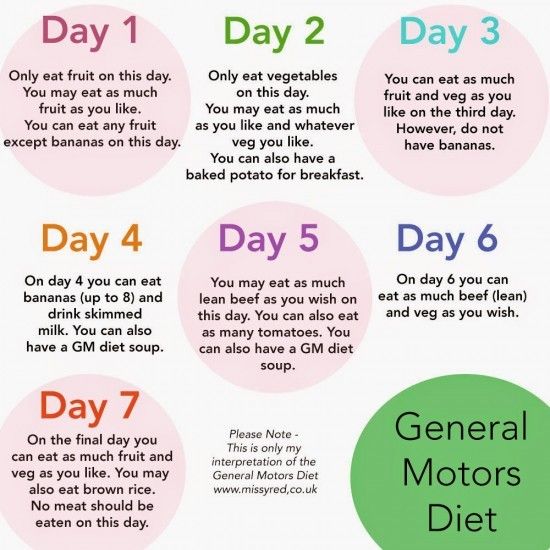 Day 1
Only eat fruit on this day.
You may eat as much
fruit as you like.
You can eat any fruit
except bananas on this day.
Day 2
Only eat vegetables
on this day.
You may eat as much
as you like and whatever
veg you like.
You can also have a
baked potato for breakfast.
Day 3
You can eat as much
fruit and veg as you
like on the third day.
However, do not
have bananas.
Day 4
On day 4 you can eat
bananas (up to 8) and
drink skimmed
milk. You can also
have a GM diet soup.
Day 5
You may eat as much
lean beef as you wish on
this day. You can also eat
as many tomatoes. You
can also have a GM diet
soup.
Day 6
On day 6 you can
eat as much beef (lean)
and veg as you wish.
Day 7
On the final day you
can eat as much fruit and
veg as you like. You may
also eat brown rice.
No meat should be
eaten on this day.
Please Note -
This is only my
interpretation of the
General Motors Diet
www.missyred.co.uk
General
Motors
Diet